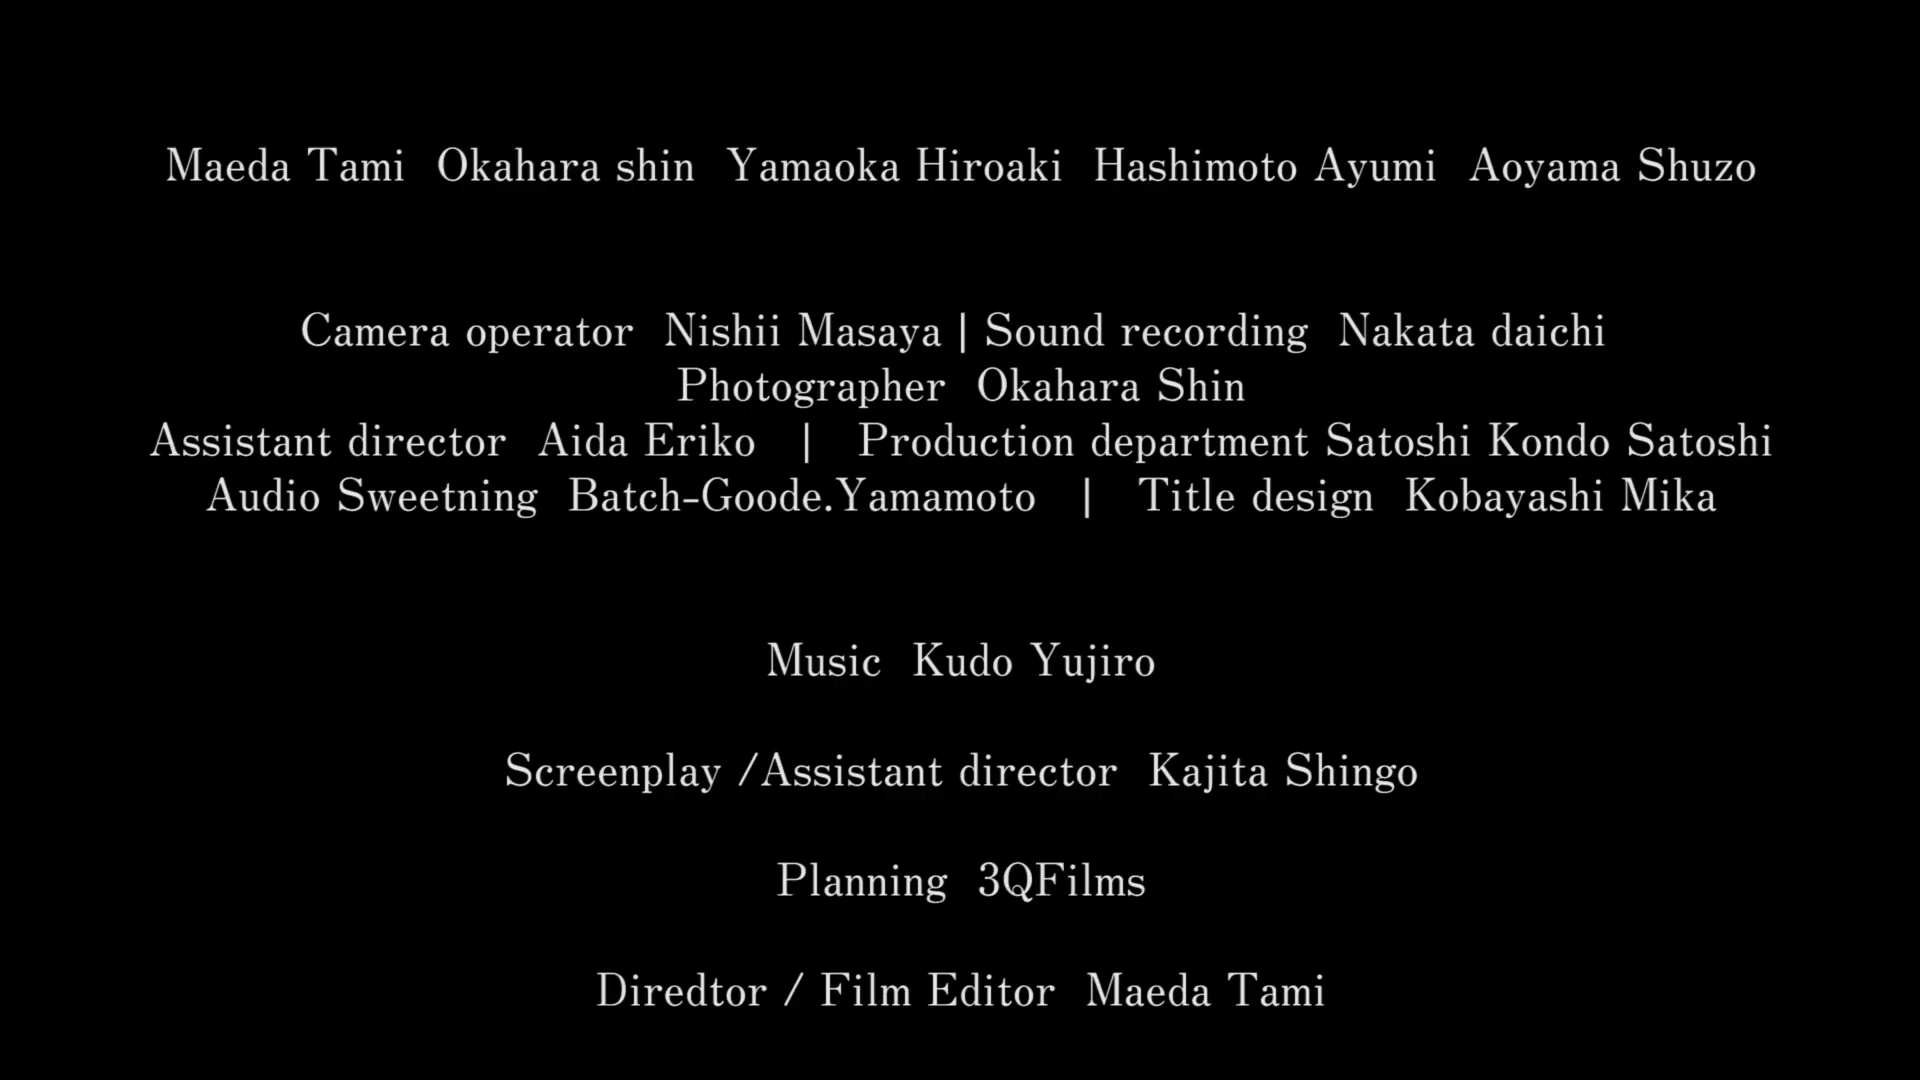 Maeda Tami  Okahara shin  Yamaoka Hiroaki  Hashimoto Ayumi  Aoyama Shuzo
Camera operator  Nishii Masaya | Sound recording  Nakata daichi
Photographer  Okahara Shin
Assistant director  Aida Eriko  |  Production department Satoshi Kondo Satoshi
Audio Sweetning  Batch-Goode.Yamamoto  |  Title design  Kobayashi Mika
Music  Kudo Yujiro
Screenplay /Assistant director  Kajita Shingo
Planning  3QFilms
Diredtor / Film Editor  Maeda Tami